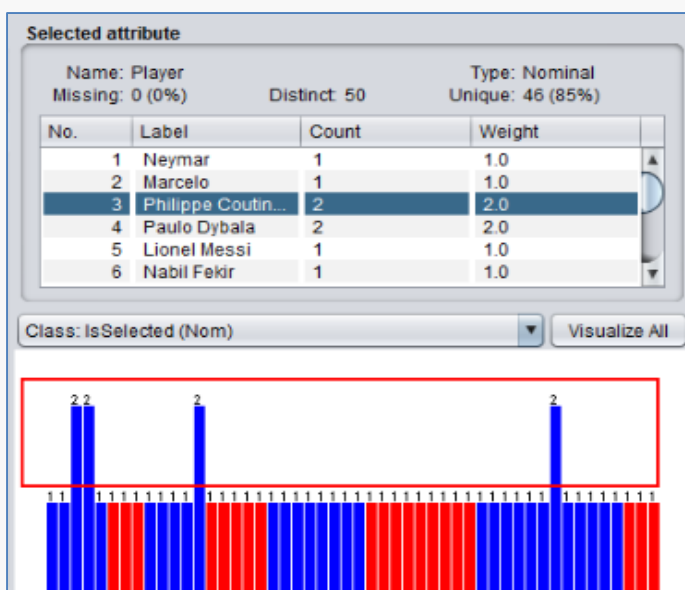 Selected attribute
Name: Player Type: Nominal
Missing: 0 (0%) Distinct: 50 Unique: 46 (85%)
No. Label Count Weight
1 Neymar 1 1.0
2 Marcelo 1 1.0
3 Philippe Coutin... 2 2.0
4 Paulo Dybala 2 2.0
5 Lionel Messi 1 1.0
6 Nabil Fekir 1 1.0
Class: IsSelected (Nom) Visualize All
2 2 2 2
1 1 1 1 1 1 1 1 1 1 1 1 1 1 1 1 1 1 1 1 1 1 1 1 1 1 1 1 1 1 1 1 1 1 1 1 1 1 1 1 1 1 1 1 1 1